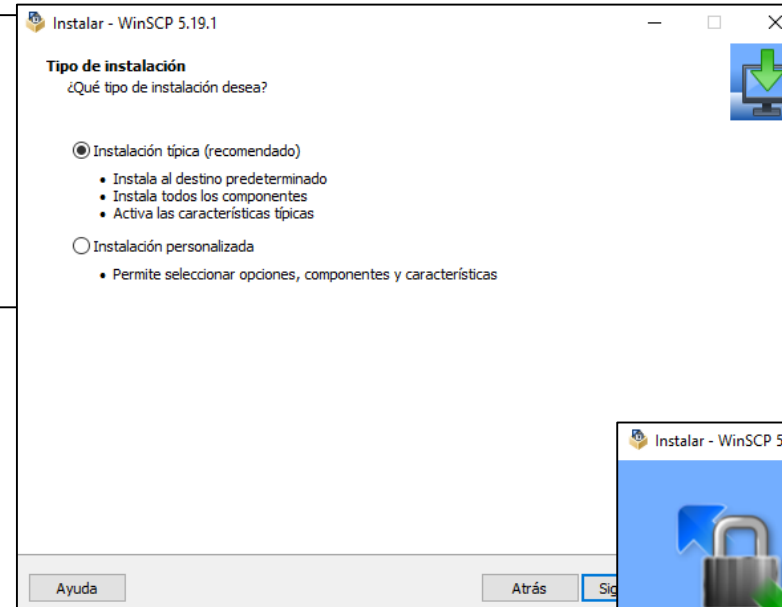 Instalar - WinSCP 5.19.1
Tipo de instalación
¿Qué tipo de instalación desea?
Instalación típica (recomendado)
• Instala al destino predeterminado
• Instala todos los componentes
• Activa las características típicas
Instalación personalizada
• Permite seleccionar opciones, componentes y características
Instalar - WinSCP 5
Ayuda
Atrás
Sig